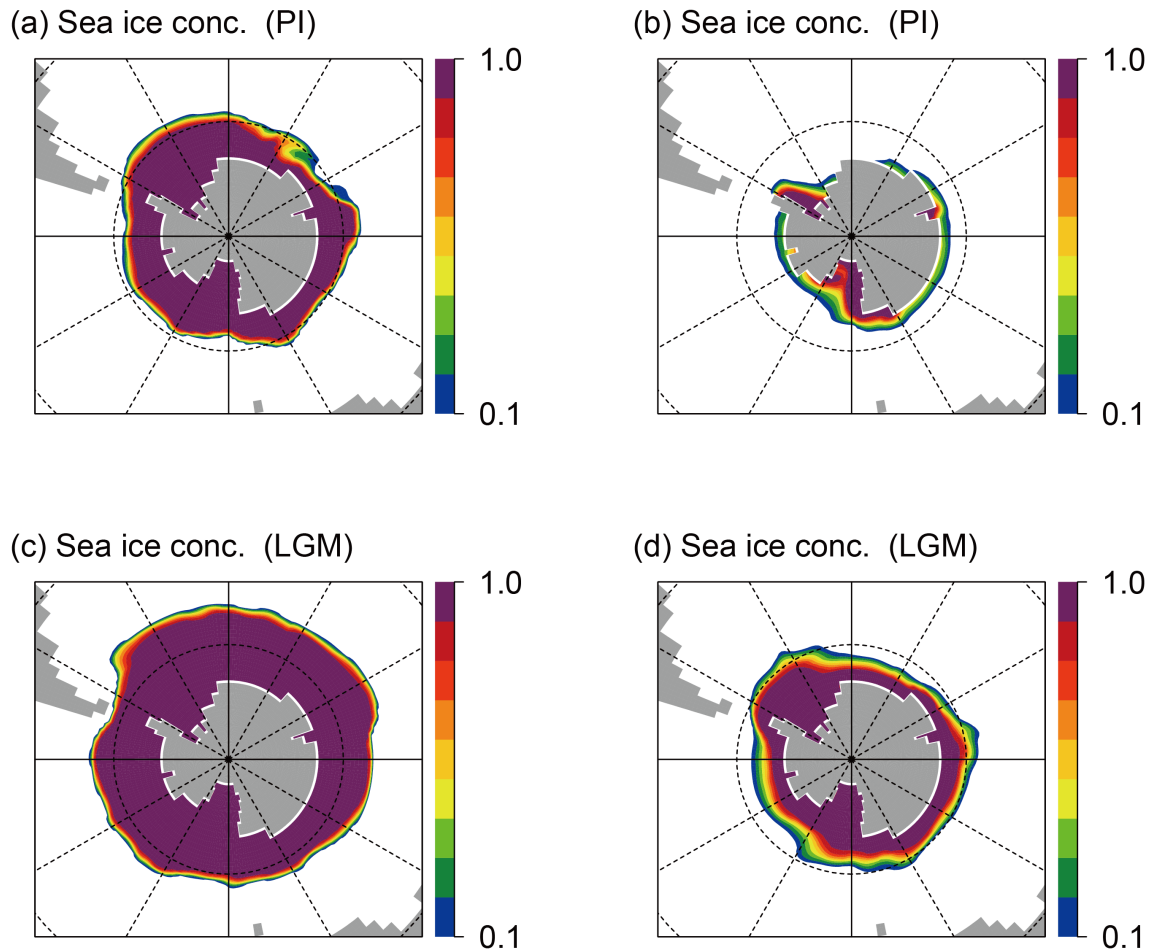 (a) Sea ice conc. (PI)
1.0
0.1
(b) Sea ice conc. (PI)
1.0
0.1
(c) Sea ice conc. (LGM)
1.0
0.1
(d) Sea ice conc. (LGM)
1.0
0.1